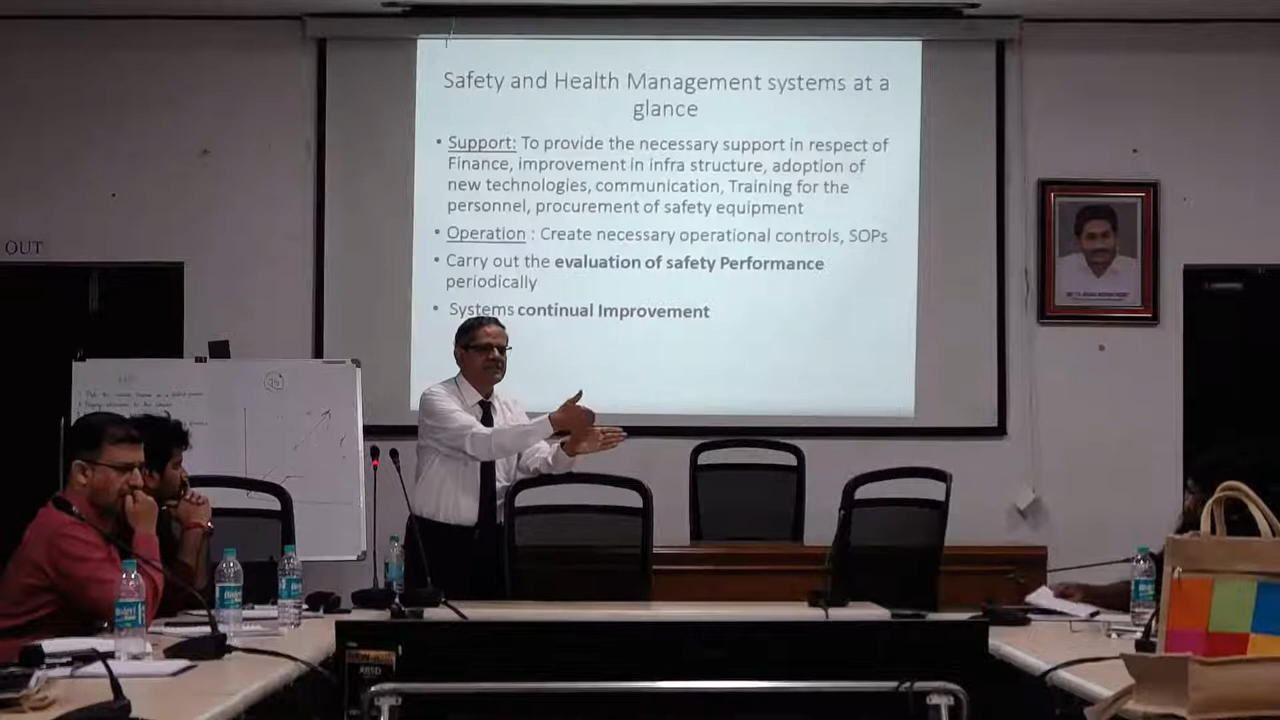 Safety and Health Management systems at a
glance
• Support: To provide the necessary support in respect of
Finance, improvement in infra structure, adoption of
new technologies, communication, Training for the
personnel, procurement of safety equipment
• Operation : Create necessary operational controls, SOPs
• Carry out the evaluation of safety Performance
periodically
• Systems continual Improvement
OUT